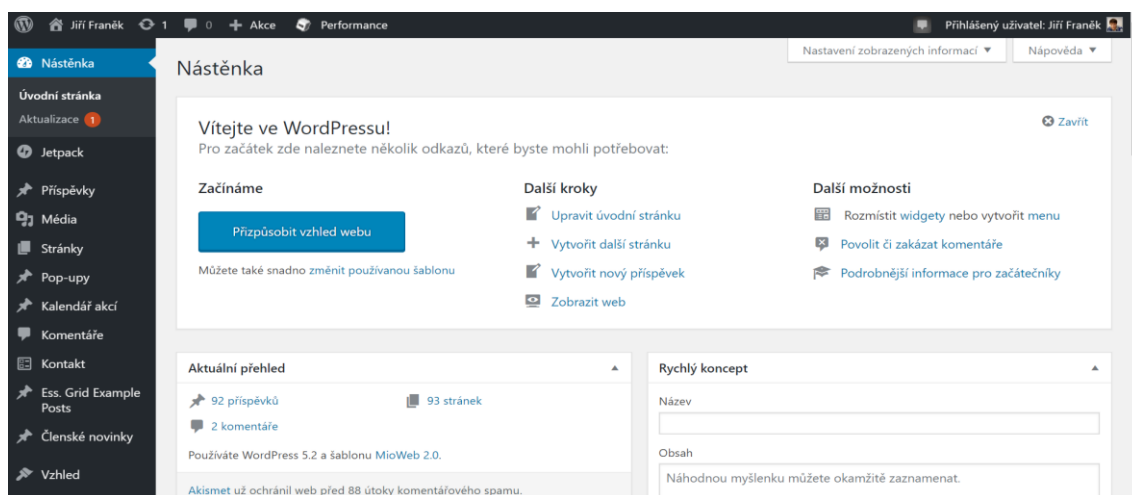 Jiří Franěk 1 0 Akce Performance Přihlášený uživatel: Jiří Franěk
Nastavení zobrazených informací Nápověda
Nástěnka
Úvodní stránka
Aktualizace 1
Jetpack
Příspěvky
Média
Stránky
Pop-upy
Kalendář akcí
Komentáře
Kontakt
Ess. Grid Example
Posts
Členské novinky
Vzhled
Nástěnka
Vítejte ve WordPressu!
Zavřít
Pro začátek zde naleznete několik odkazů, které byste mohli potřebovat:
Začínáme
Přizpůsobit vzhled webu
Můžete také snadno změnit používanou šablonu
Další kroky
Upravit úvodní stránku
Vytvořit další stránku
Vytvořit nový příspěvek
Zobrazit web
Další možnosti
Rozmístit widgety nebo vytvořit menu
Povolit či zakázat komentáře
Podrobnější informace pro začátečníky
Aktuální přehled
92 příspěvků 93 stránek
2 komentáře
Používáte WordPress 5.2 a šablonu MioWeb 2.0.
Akismet už ochránil web před 88 útoky komentářového spamu.
Rychlý koncept
Název
Obsah
Náhodnou myšlenku můžete okamžitě zaznamenat.